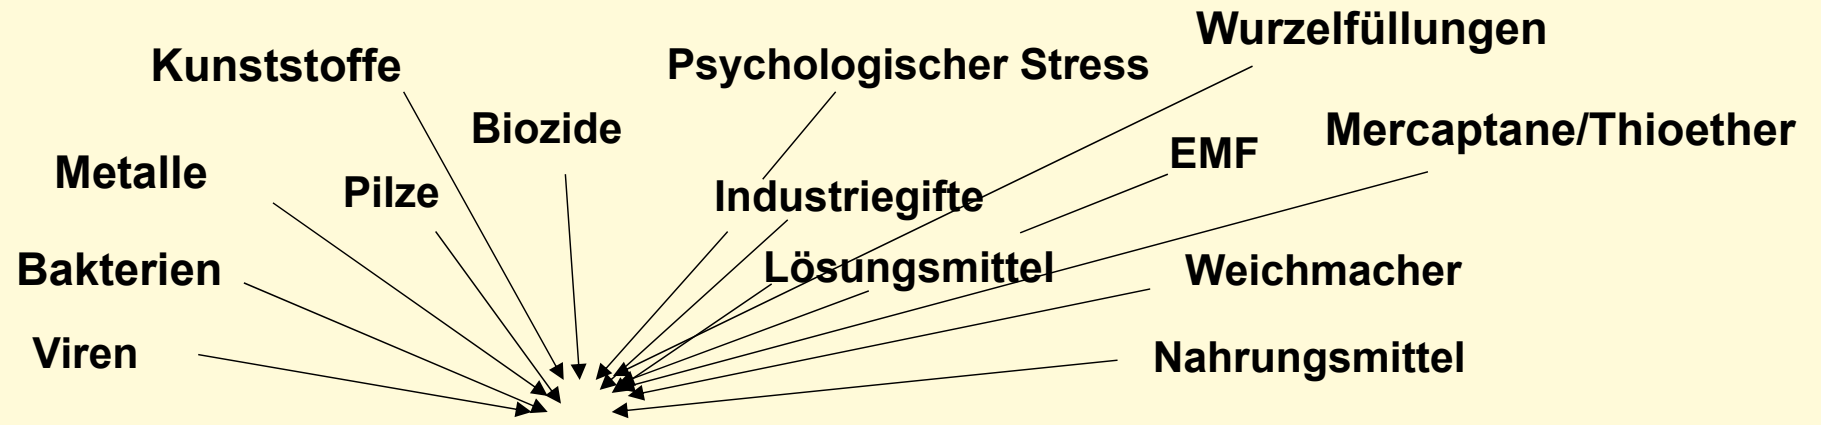 Wurzelfüllungen
Kunststoffe
Psychologischer Stress
Biozide
Mercaptane/Thioether
EMF
Metalle
Pilze
Industriegifte
Bakterien
Lösungsmittel
Weichmacher
Viren
Nahrungsmittel